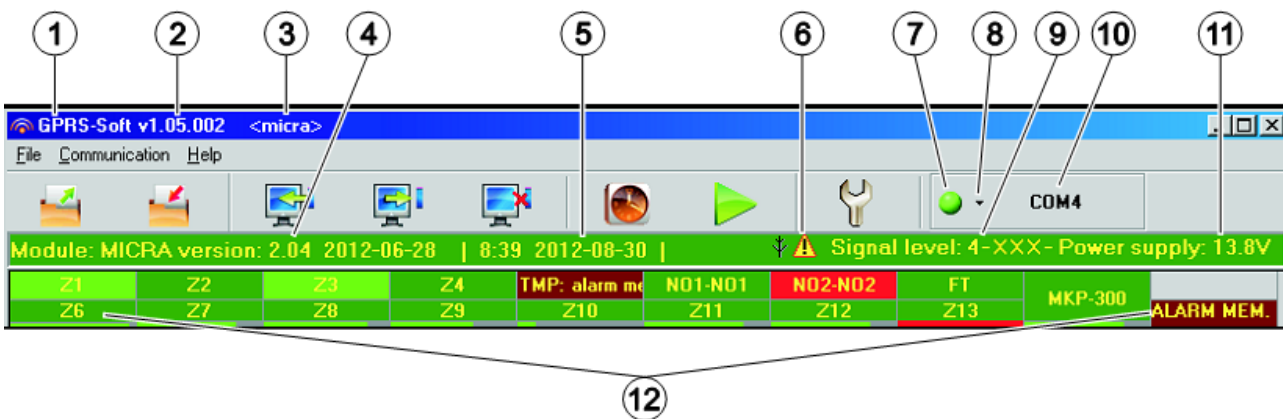 1 2 3 4 5 6 7 8 9 10 11
GPRS-Soft v1.05.002 <micra>
File Communication Help
COM4
Module: MICRA version: 2.04 2012-06-28 | 8:39 2012-08-30 | Signal level: 4-XXX- Power supply: 13.8V
Z1 Z2 Z3 Z4 TMP: alarm me NO1-NO1 NO2-NO2 FT MKP-300
Z6 Z7 Z8 Z9 Z10 Z11 Z12 Z13 ALARM MEM.
12